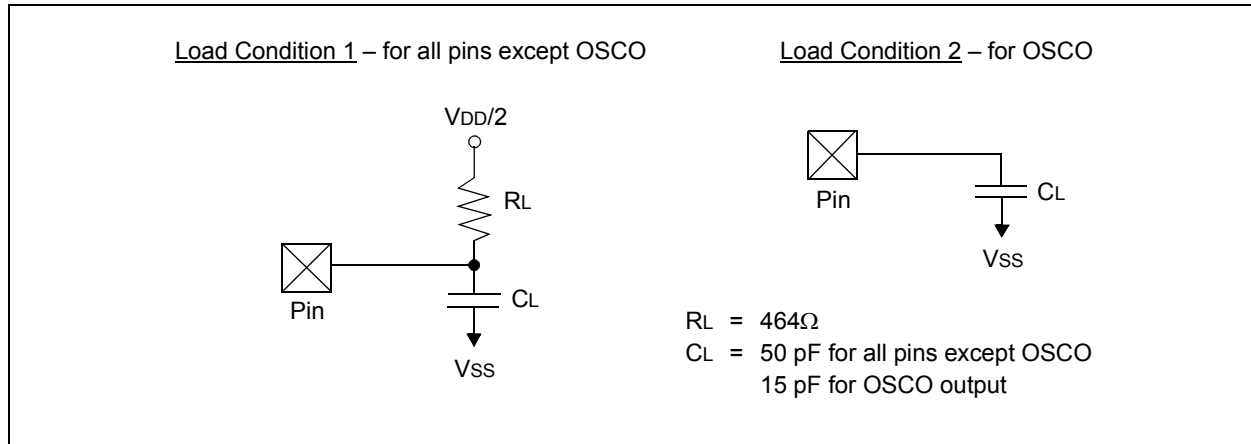 Load Condition 1 – for all pins except OSCO
VDD/2
RL
Pin
CL
VSS
Load Condition 2 – for OSCO
Pin
CL
VSS
RL = 464Ω
CL = 50 pF for all pins except OSCO
15 pF for OSCO output